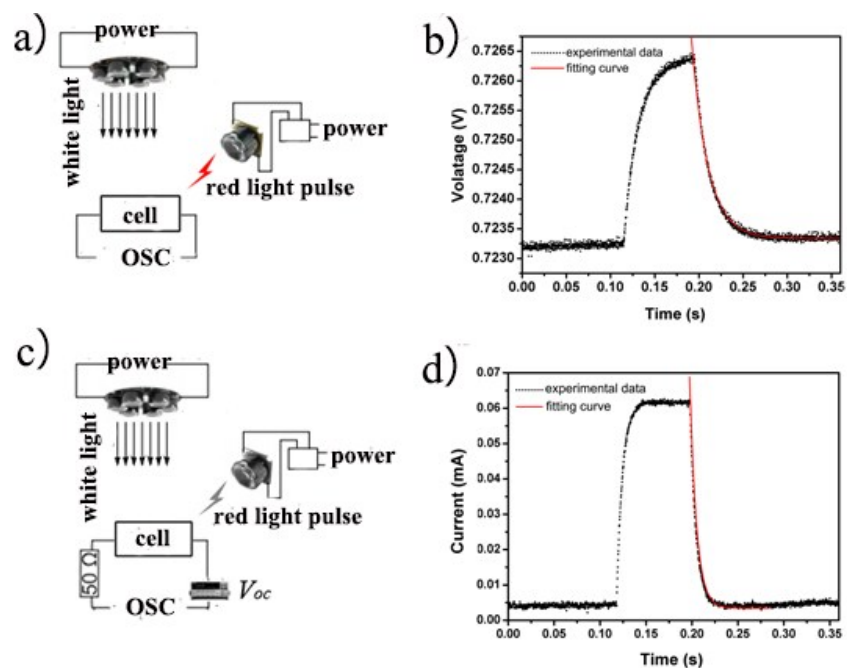 a)
power
white light
power
red light pulse
cell
OSC
b)
0.7265
0.7260
0.7255
0.7250
0.7245
0.7240
0.7235
0.7230
Volatage (V)
experimental data
fitting curve
0.00 0.05 0.10 0.15 0.20 0.25 0.30 0.35
Time (s)
c)
power
white light
power
red light pulse
cell
50 Ω
OSC
Voc
d)
0.07
0.06
0.05
0.04
0.03
0.02
0.01
0.00
Current (mA)
experimental data
fitting curve
0.00 0.05 0.10 0.15 0.20 0.25 0.30 0.35
Time (s)